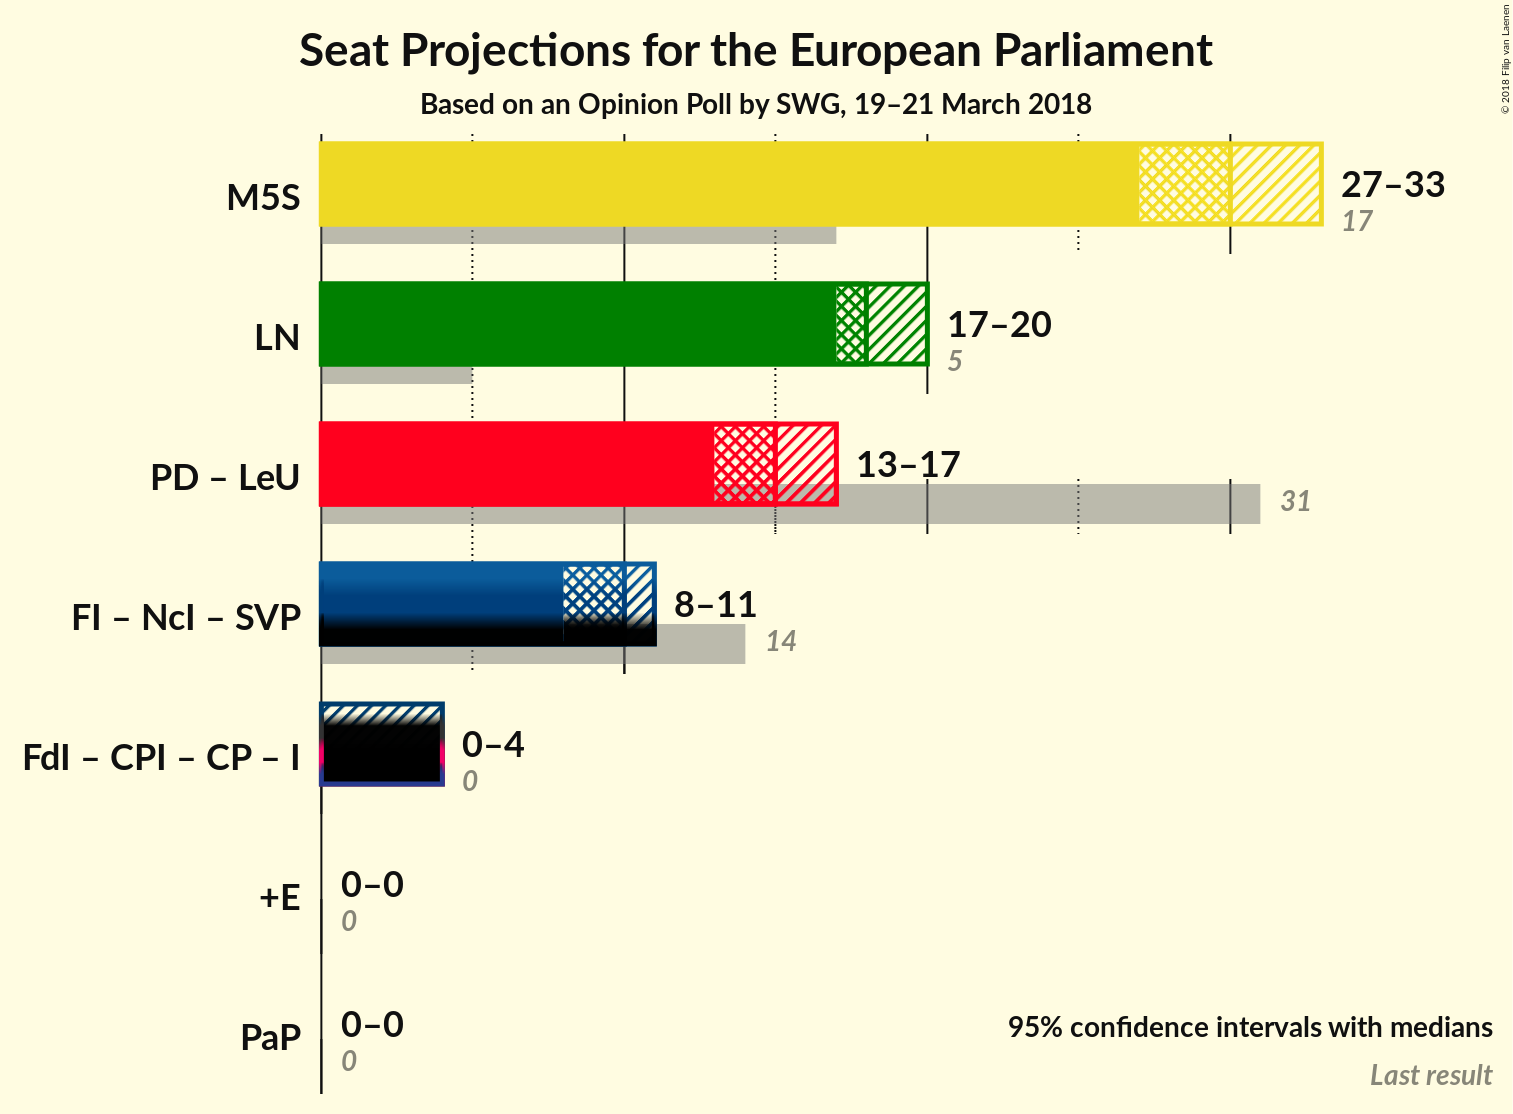 Seat Projections for the European Parliament
Based on an Opinion Poll by SWG, 19–21 March 2018
© 2018 Filip van Laenen
M5S
27–33
17
LN
17–20
5
PD – LeU
13–17
31
FI – NcI – SVP
8–11
14
FdI – CPI – CP – I
0–4
0
+E
0–0
0
PaP
0–0
0
95% confidence intervals with medians
Last result